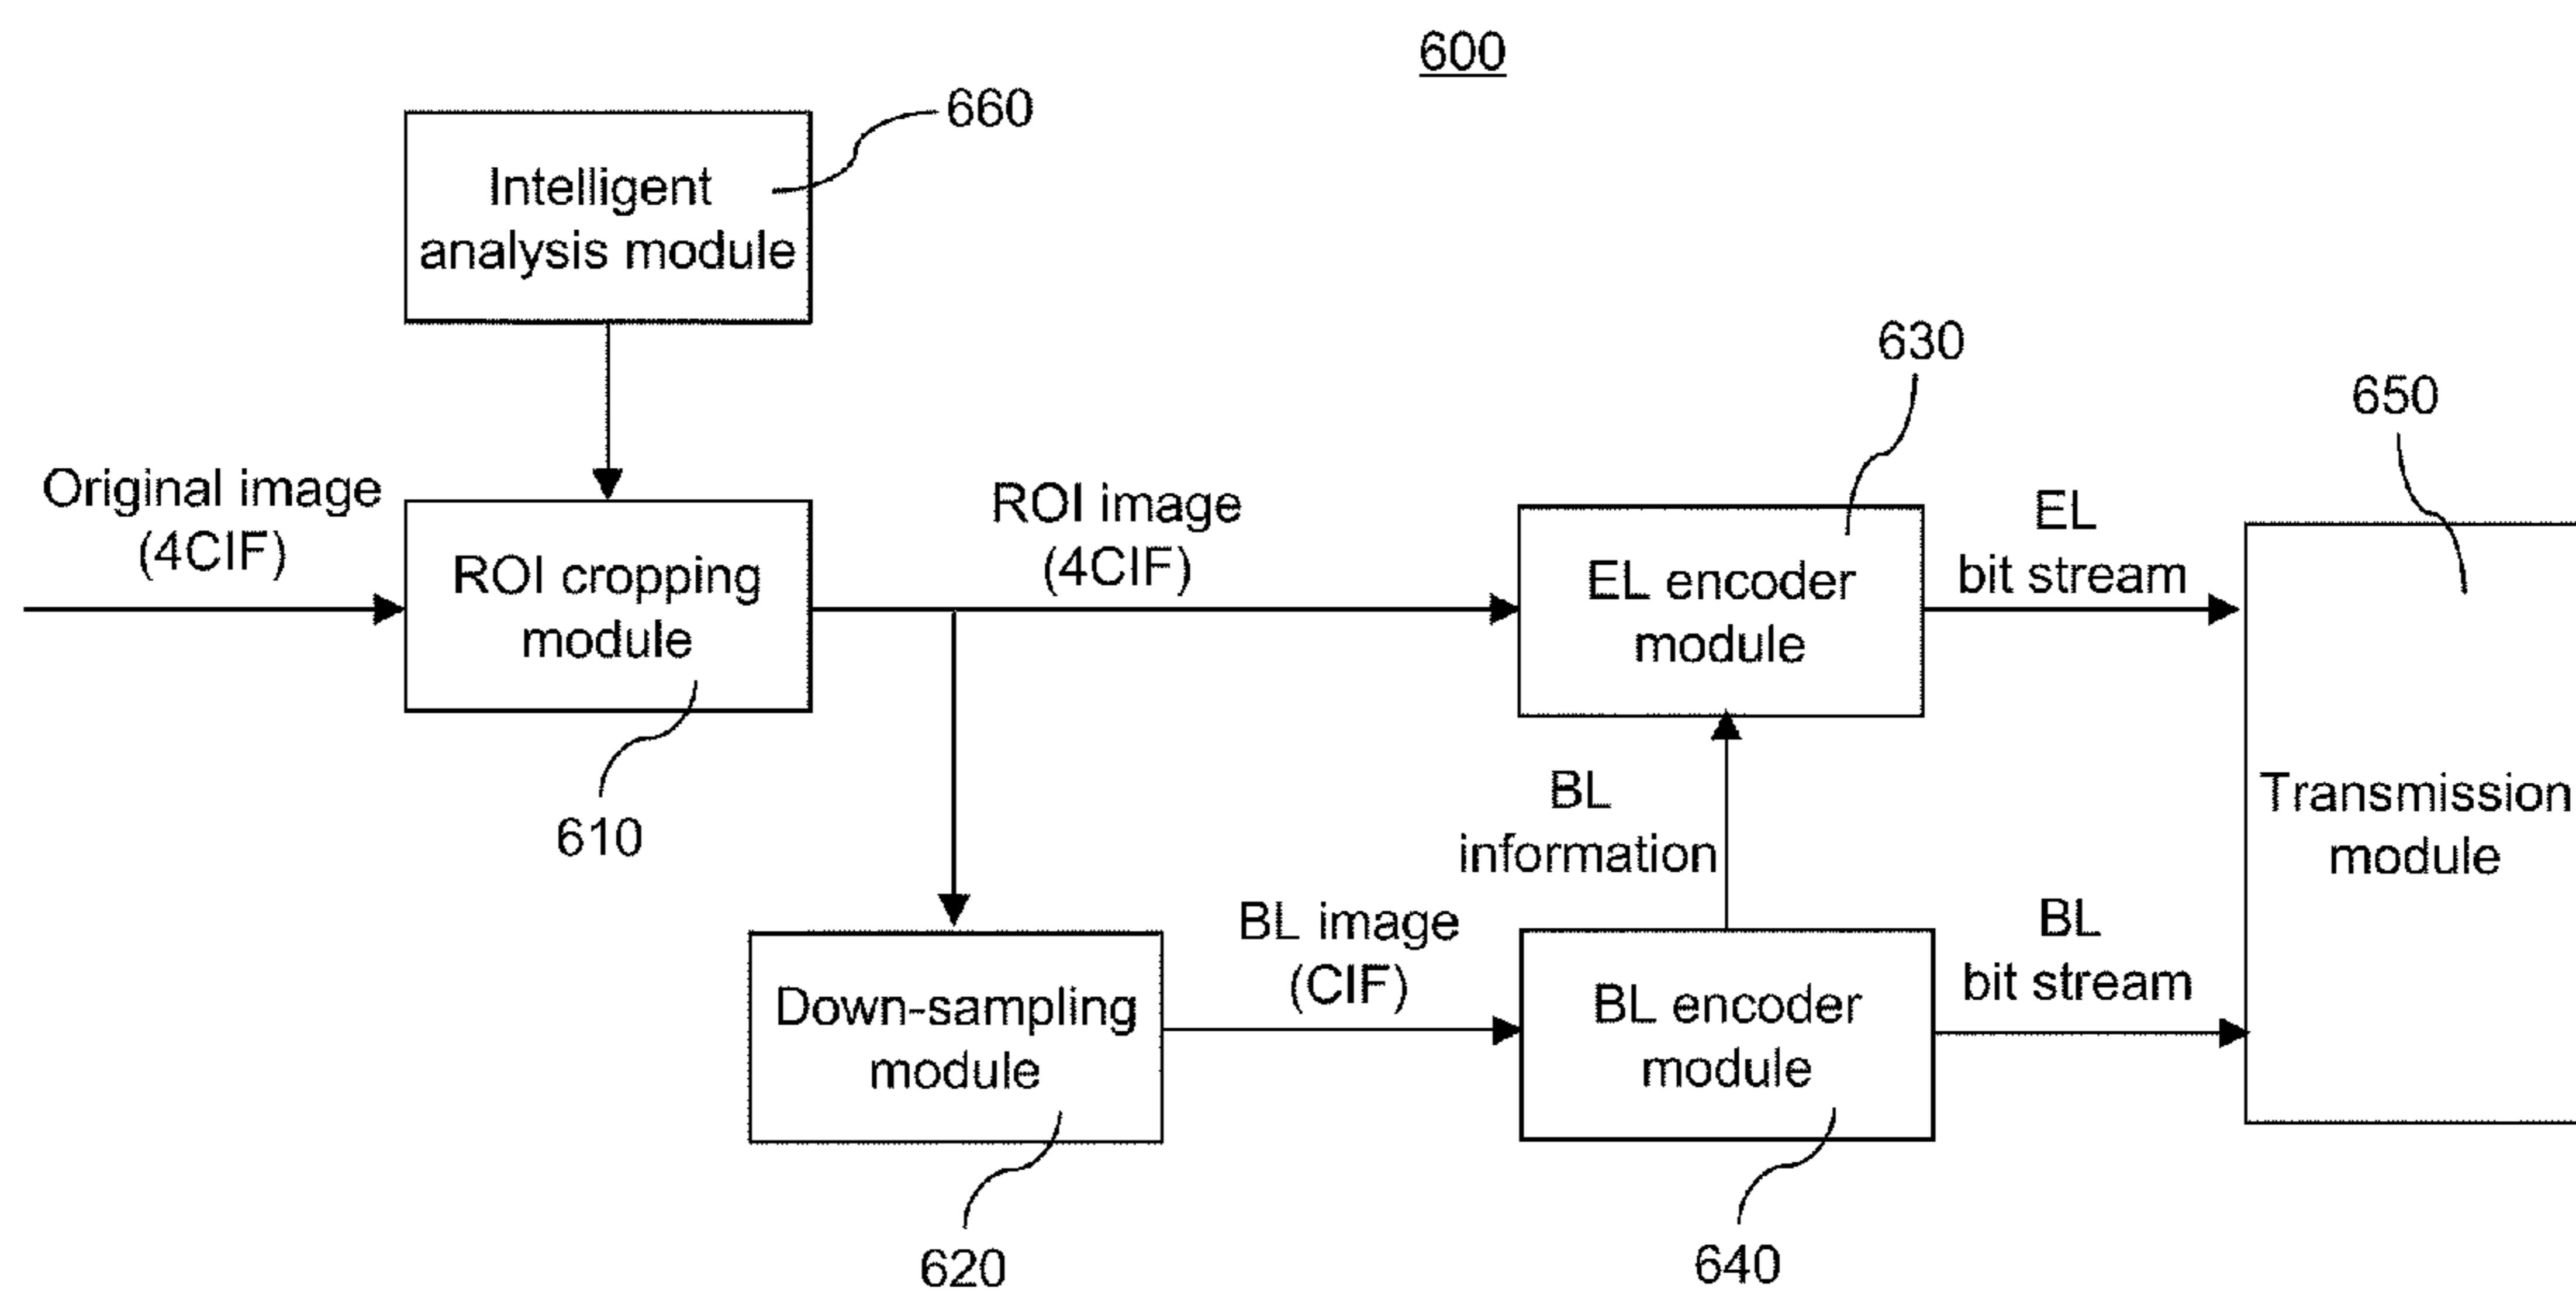 600
660
Intelligent
analysis module
630
650
Original image
(4CIF)
ROI cropping
module
610
ROI image
(4CIF)
EL encoder
module
EL
bit stream
Transmission
module
BL
information
Down-sampling
module
620
BL image
(CIF)
BL encoder
module
640
BL
bit stream